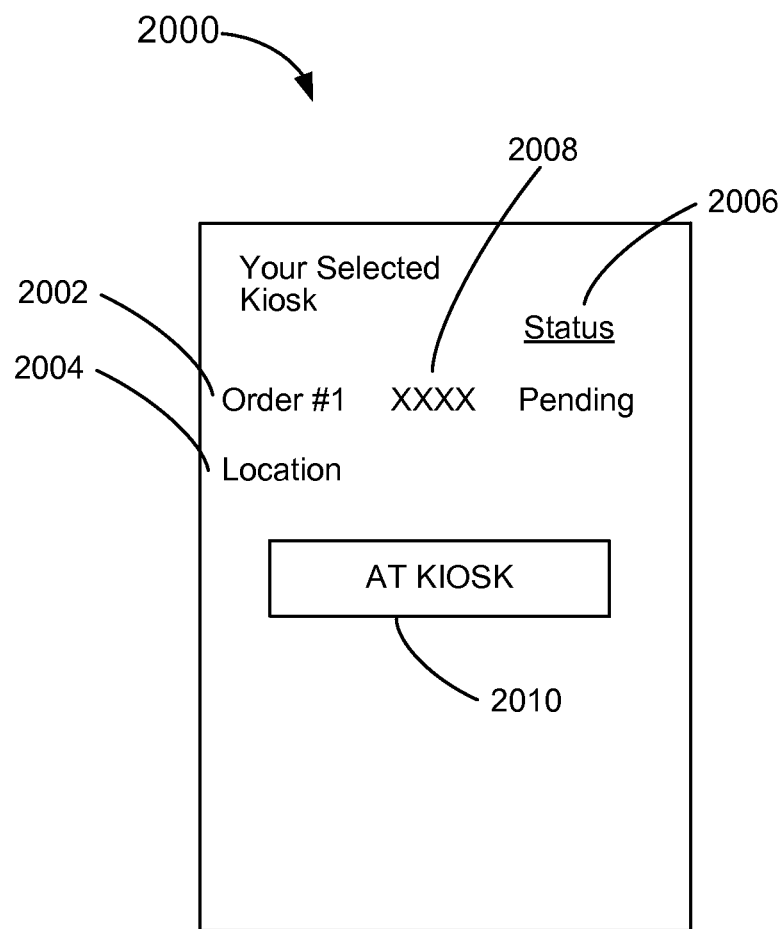 2000
2008
2006
Your Selected
Kiosk
2002
Status
2004
Order #1 XXXX Pending
Location
AT KIOSK
2010